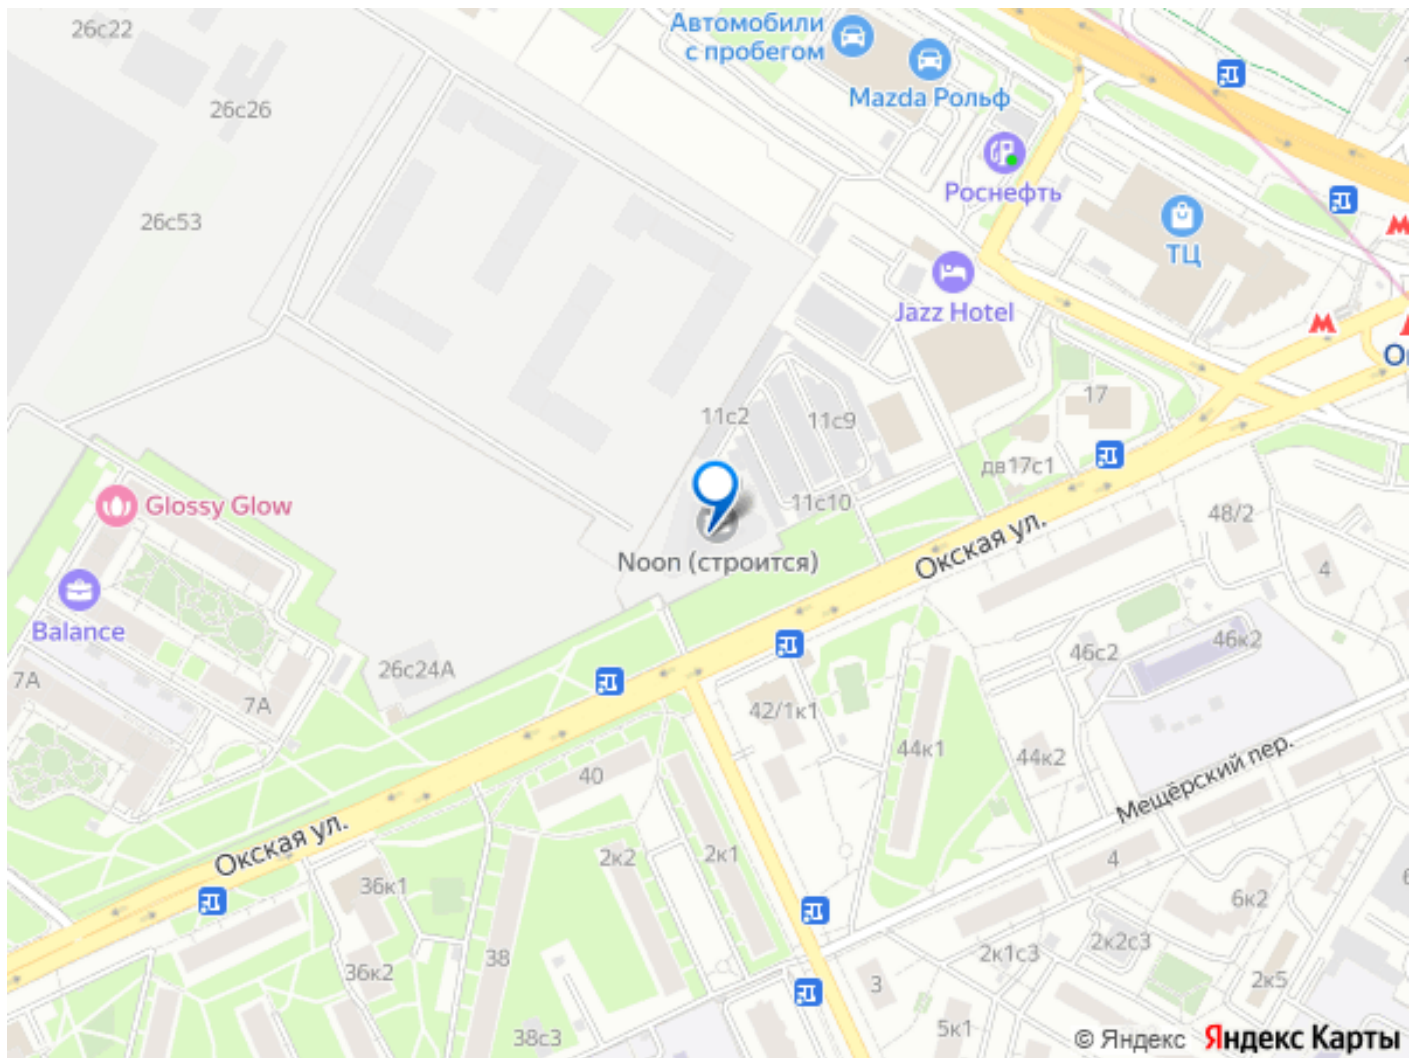 26с22
Автомобили
с пробегом
Mazda Рольф
26с26
Роснефть
26с53
ТЦ
Jazz Hotel
17
11с2
11с9
дв17с1
11с10
Glossy Glow
48/2
Окская ул.
Noon (строится)
4
Balance
46с2
46к2
26с24А
7А
7А
42/1к1
44к1
44к2
40
Мещёрский пер.
Окская ул.
2к2
2к1
4
36к1
6к2
38
2к1с3
2к2с3
36к2
3
2к5
38с3
5к1
© Яндекс
Яндекс Карты